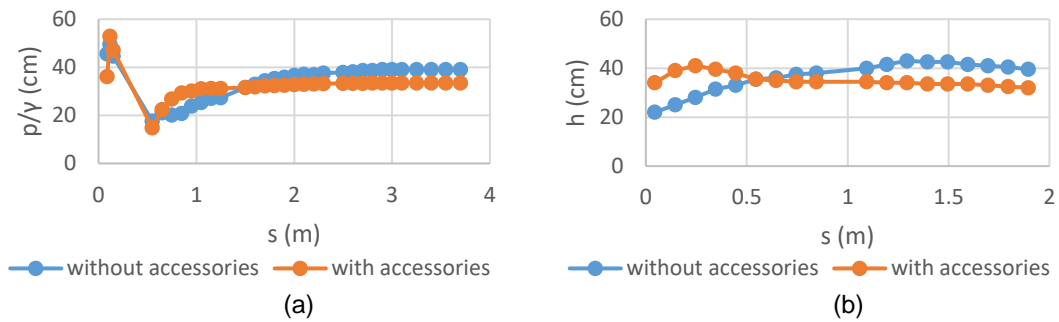 60
40
20
0
p/γ (cm)
0 1 2 3 4
s (m)
without accessories with accessories
(a)
60
40
20
0
h (cm)
0 0.5 1 1.5 2
s (m)
without accessories with accessories
(b)